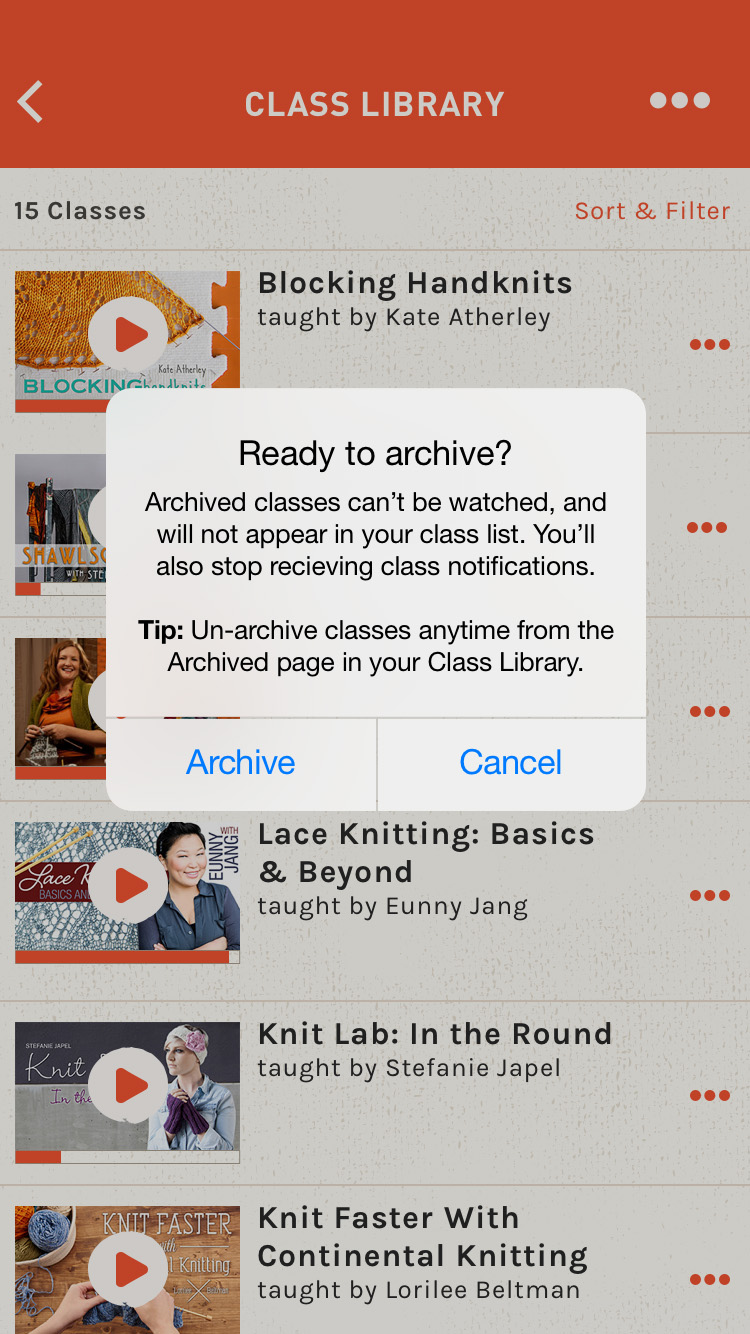 CLASS LIBRARY
15 Classes
Sort & Filter
Blocking Handknits
taught by Kate Atherley
Kate Atherley
BLOCKING handknits
Ready to archive?
Archived classes can’t be watched, and
will not appear in your class list. You’ll
also stop recieving class notifications.
Tip: Un-archive classes anytime from the
Archived page in your Class Library.
Archive
Cancel
SHAWLSC
WITH STE
Lace Knitting: Basics
& Beyond
taught by Eunny Jang
WITH
EUNNY
JANG
Lace K
BASICS AN
Knit Lab: In the Round
taught by Stefanie Japel
STEFANIE JAPEL
Knit
In the
Knit Faster With
Continental Knitting
taught by Lorilee Beltman
KNIT FASTER
with
l Knitting